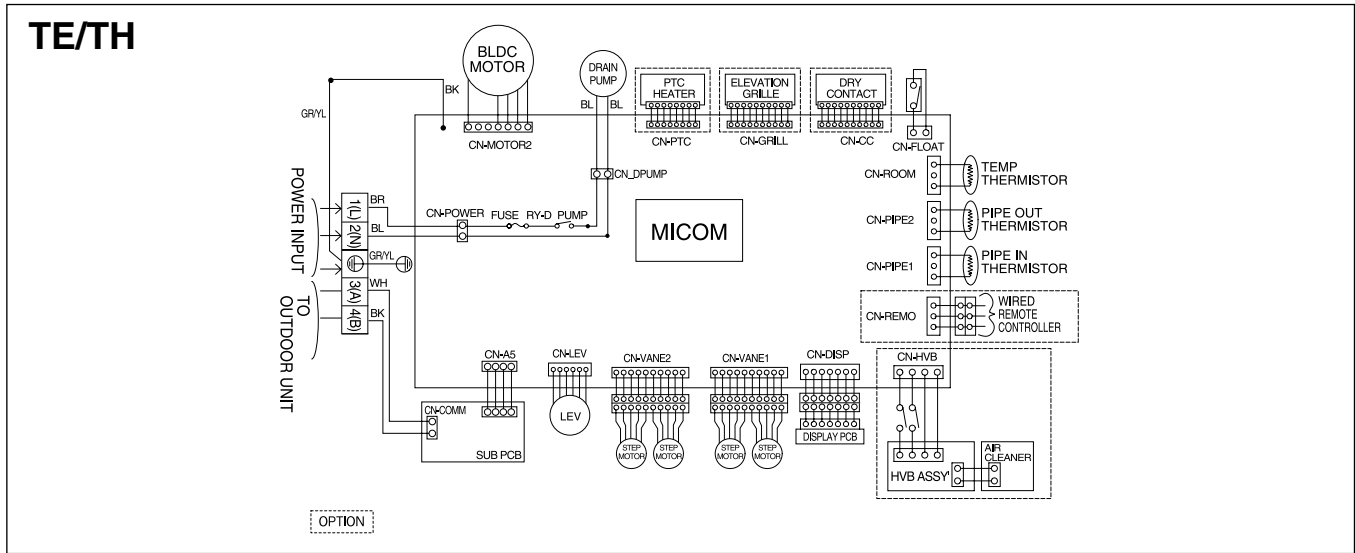 TE/TH
BLDC
MOTOR
DRAIN
PUMP
PTC
HEATER
ELEVATION
GRILLE
DRY
CONTACT
BK
BL
BL
GR/YL
CN-MOTOR2
CN-PTC
CN-GRILL
CN-CC
CN-FLOAT
CN-ROOM
TEMP
THERMISTOR
CN_DPUMP
POWER INPUT
1(L)
BR
2(N)
BL
CN-POWER
FUSE
RY-D
PUMP
MICOM
CN-PIPE2
PIPE OUT
THERMISTOR
GR/YL
CN-PIPE1
PIPE IN
THERMISTOR
TO
OUTDOOR UNIT
3(A)
WH
4(B)
BK
CN-REMO
WIRED
REMOTE
CONTROLLER
CN-A5
CN-LEV
CN-VANE2
CN-VANE1
CN-DISP
CN-HVB
CN-COMM
SUB PCB
LEV
STEP
MOTOR
STEP
MOTOR
STEP
MOTOR
STEP
MOTOR
DISPLAY PCB
HVB ASSY'
AIR
CLEANER
OPTION